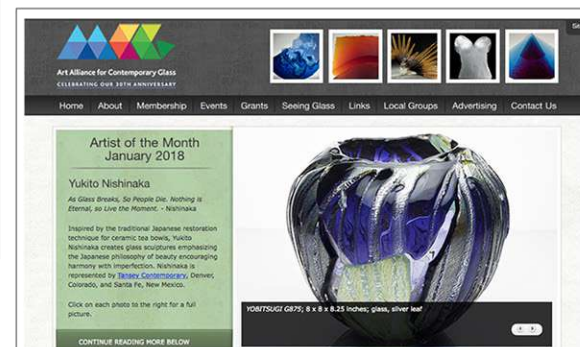 Art Alliance for Contemporary Glass
CELEBRATING OUR 30TH ANNIVERSARY
Home About Membership Events Grants Seeing Glass Links Local Groups Advertising Contact Us
Artist of the Month
January 2018
Yukito Nishinaka
As Glass Breaks, So People Die. Nothing is
Eternal, so Live the Moment. - Nishinaka
Inspired by the traditional Japanese restoration
technique for ceramic tea bowls, Yukito
Nishinaka creates glass sculptures emphasizing
the Japanese philosophy of beauty encouraging
harmony with imperfection. Nishinaka is
represented by Tansey Contemporary, Denver,
Colorado, and Santa Fe, New Mexico.
Click on each photo to the right for a full
picture.
CONTINUE READING MORE BELOW
YOBITSUGI G875; 8 x 8 x 8.25 inches; glass, silver leaf